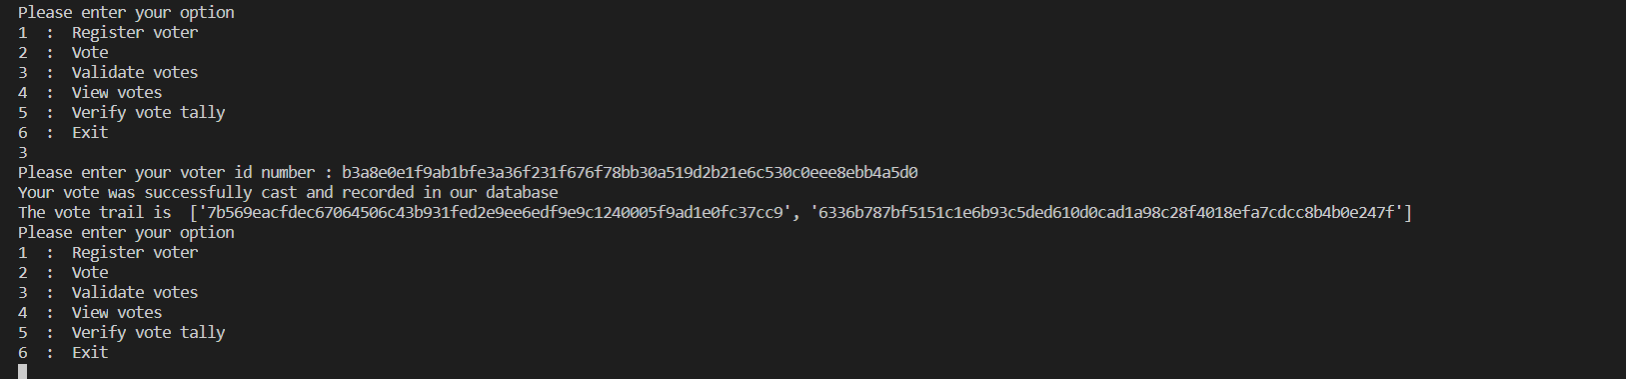 Please enter your option
1  :  Register voter
2  :  Vote
3  :  Validate votes
4  :  View votes
5  :  Verify vote tally
6  :  Exit
3
Please enter your voter id number : b3a8e0e1f9ab1bfe3a36f231f676f78bb30a519d2b21e6c530c0eee8ebb4a5d0
Your vote was successfully cast and recorded in our database
The vote trail is  ['7b569eacfdec67064506c43b931fed2e9ee6edf9e9c1240005f9ad1e0fc37cc9', '6336b787bf5151c1e6b93c5ded610d0cad1a98c28f4018efa7cdcc8b4b0e247f']
Please enter your option
1  :  Register voter
2  :  Vote
3  :  Validate votes
4  :  View votes
5  :  Verify vote tally
6  :  Exit